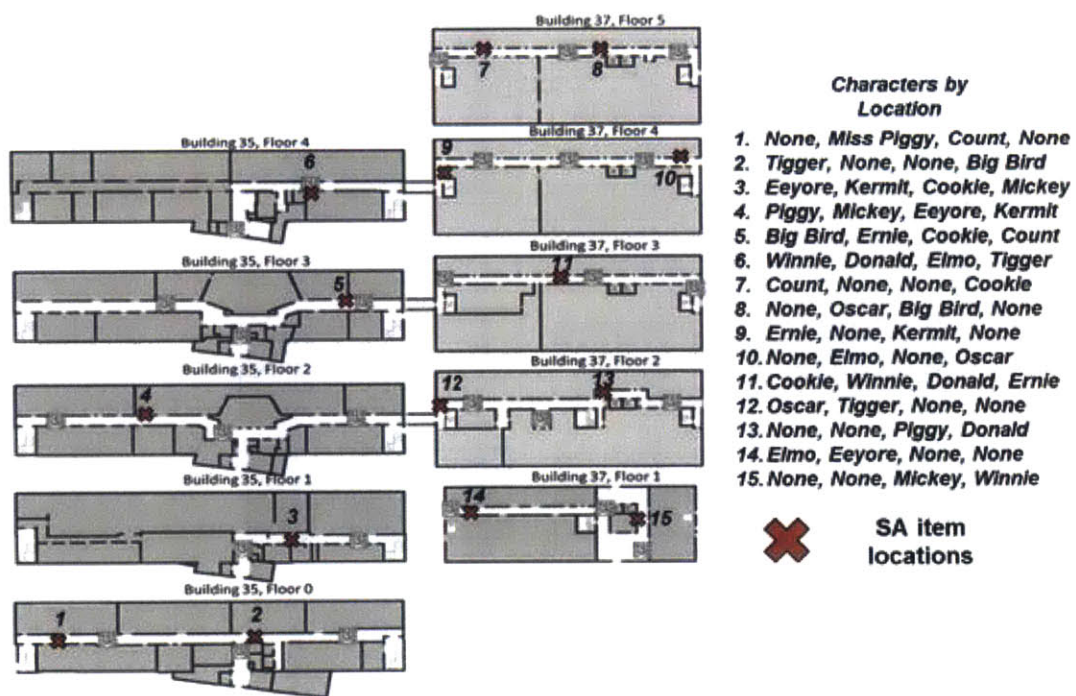 Building 37, Floor 5
7
8
Building 35, Floor 4
6
Building 37, Floor 4
9
10
Building 35, Floor 3
5
Building 37, Floor 3
11
Building 35, Floor 2
4
Building 37, Floor 2
12
13
Building 35, Floor 1
3
Building 37, Floor 1
14
15
Building 35, Floor 0
1
2
Characters by
Location
1. None, Miss Piggy, Count, None
2. Tigger, None, None, Big Bird
3. Eeyore, Kermit, Cookie, Mickey
4. Piggy, Mickey, Eeyore, Kermit
5. Big Bird, Ernie, Cookie, Count
6. Winnie, Donald, Elmo, Tigger
7. Count, None, None, Cookie
8. None, Oscar, Big Bird, None
9. Ernie, None, Kermit, None
10. None, Elmo, None, Oscar
11. Cookie, Winnie, Donald, Ernie
12. Oscar, Tigger, None, None
13. None, None, Piggy, Donald
14. Elmo, Eeyore, None, None
15. None, None, Mickey, Winnie
SA item
locations